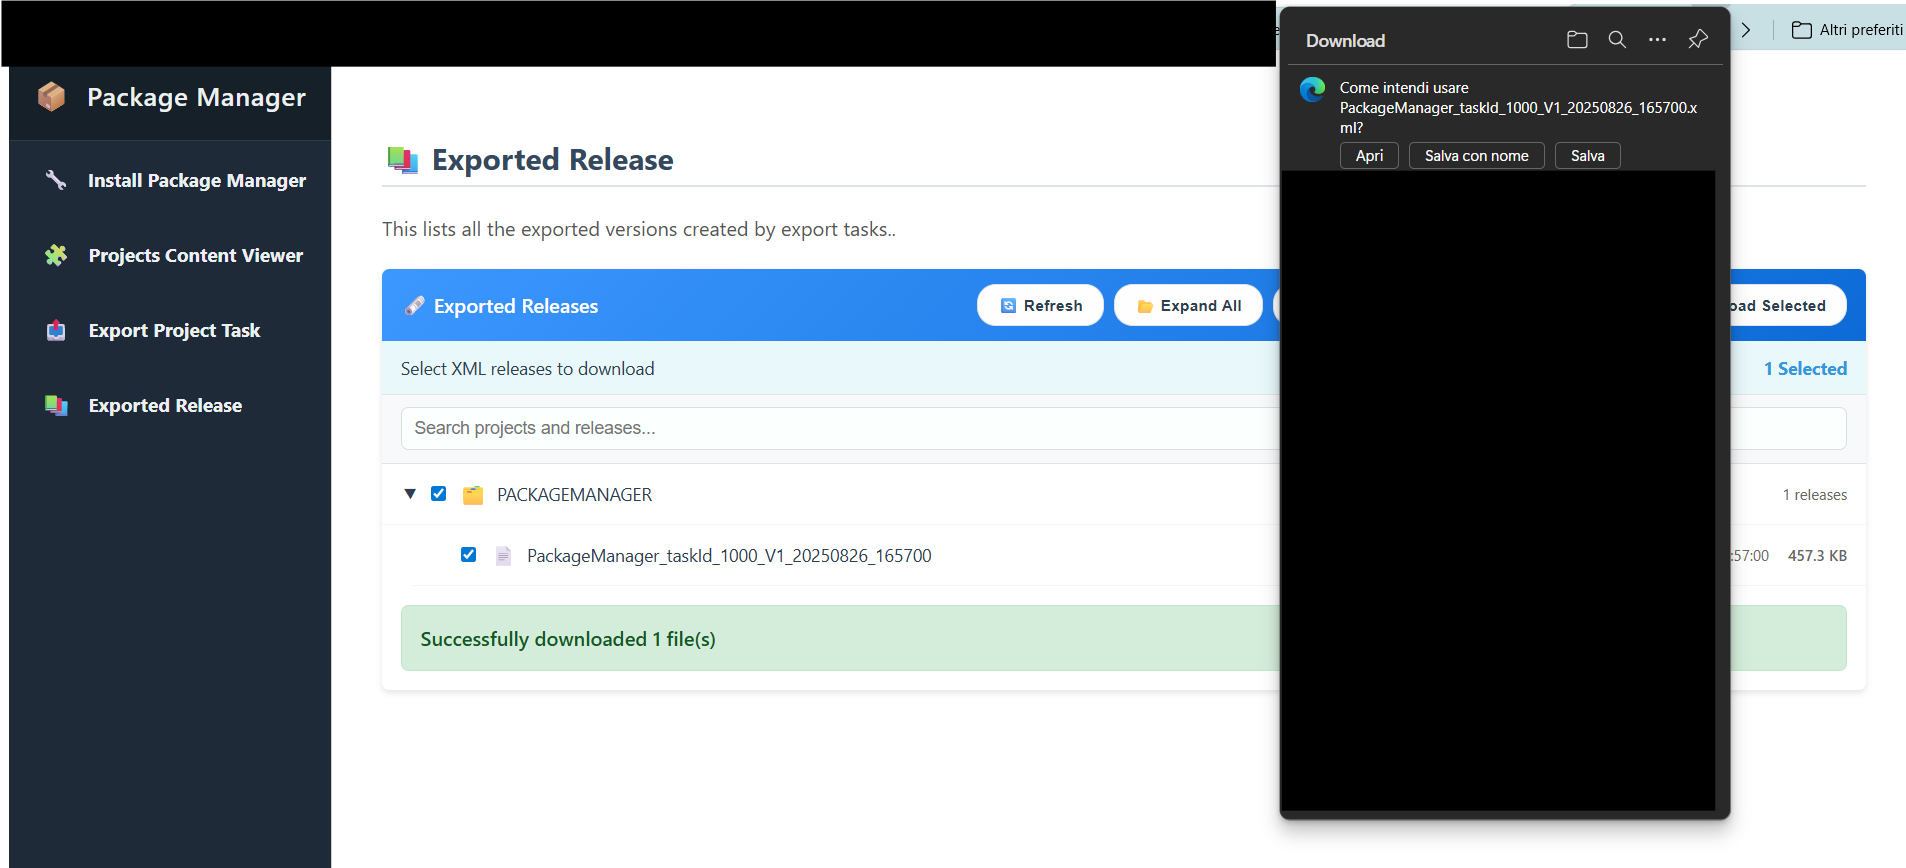 Altri preferiti
Download
Come intendi usare
PackageManager_taskId_1000_V1_20250826_165700.x
ml?
Apri
Salva con nome
Salva
Package Manager
Install Package Manager
Projects Content Viewer
Export Project Task
Exported Release
Exported Release
This lists all the exported versions created by export tasks..
Exported Releases
Refresh
Expand All
oad Selected
Select XML releases to download
1 Selected
Search projects and releases...
PACKAGEMANAGER
1 releases
PackageManager_taskId_1000_V1_20250826_165700
:57:00
457.3 KB
Successfully downloaded 1 file(s)